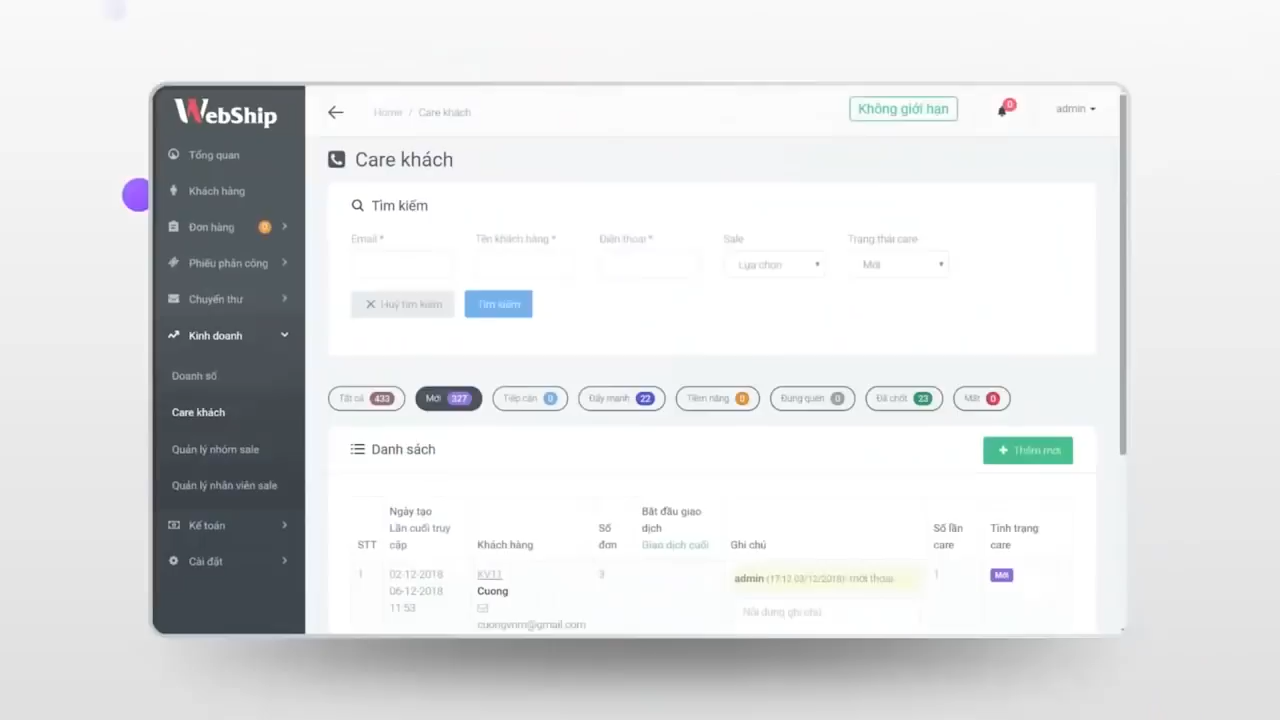 WebShip
Home / Care khách
Không giới hạn
0
admin
Tổng quan
Khách hàng
Đơn hàng 0
Phiếu phân công
Chuyển thư
Kinh doanh
Doanh số
Care khách
Quản lý nhóm sale
Quản lý nhân viên sale
Kế toán
Cài đặt
Care khách
Tìm kiếm
Email * Tên khách hàng * Điện thoại * Sale Trạng thái care
Lựa chọn Mới
Huỷ tìm kiếm Tìm kiếm
Tất cả 433 Mới 327 Tiếp cận 0 Đẩy mạnh 22 Tiềm năng 0 Đừng quên 0 Đã chốt 23 Mất 0
Danh sách
Thêm mới
Ngày tạo Bắt đầu giao
Lần cuối truy Số dịch Số lần Tình trạng
STT cập Khách hàng đơn Giao dịch cuối Ghi chú care care
1 02-12-2018 KV11 3 admin (17:12 03/12/2018): mới thoại 1 Mới
06-12-2018 Cuong
11:53 Nội dung ghi chú
cuongvnm@gmail.com